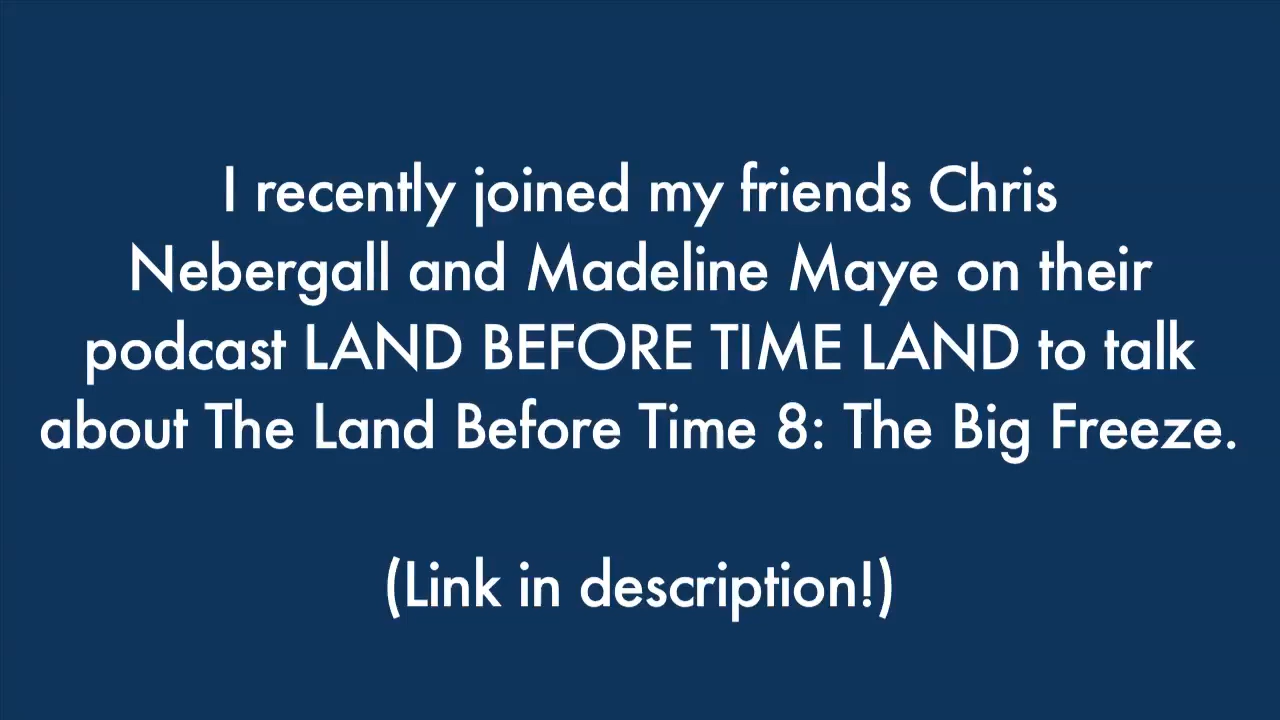 I recently joined my friends Chris
Nebergall and Madeline Maye on their
podcast LAND BEFORE TIME LAND to talk
about The Land Before Time 8: The Big Freeze.
(Link in description!)